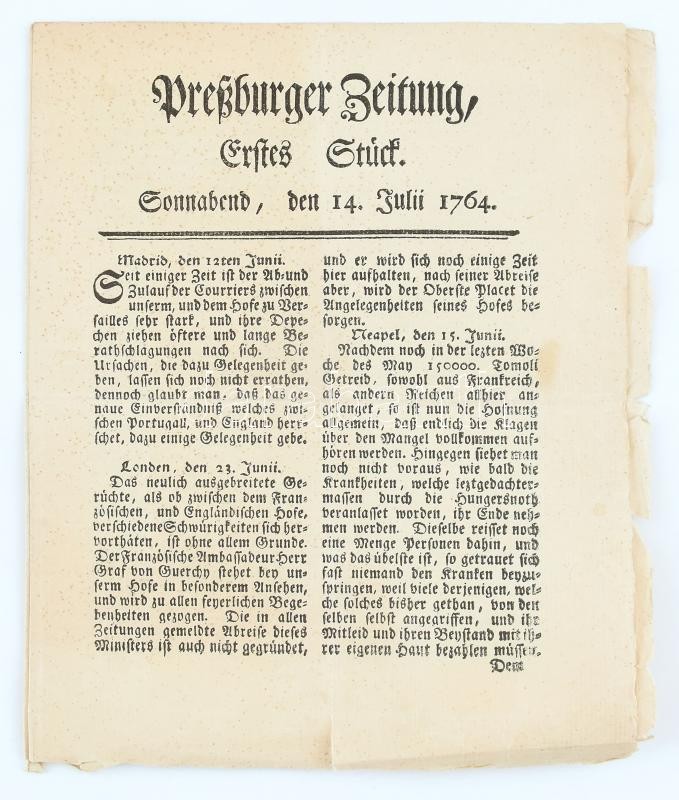 Preßburger Zeitung,
Erstes Stück.
Sonnabend, den 14. Julii 1764.
Madrid, den 12ten Junii.
Seit einiger Zeit ist der Ab- und
Zulauf der Courriers zwischen
unserm, und dem Hofe zu Ver-
sailles sehr stark, und ihre Depe-
chen ziehen öftere und lange Be-
rathschlagungen nach sich. Die
Ursachen, die dazu Gelegenheit ge-
ben, lassen sich noch nicht errathen,
dennoch glaubt man, daß das ge-
naue Einverständniß welches zwi-
schen Portugall, und England herr-
schet, dazu einige Gelegenheit gebe.
Londen, den 23. Junii.
Das neulich ausgebreitete Ge-
rüchte, als ob zwischen dem Fran-
zösischen, und Engländischen Hofe,
verschiedene Schwürigkeiten sich her-
vorthäten, ist ohne allem Grunde.
Der Französische Ambassadeur Herr
Graf von Guerchy stehet bey un-
serm Hofe in besonderem Ansehen,
und wird zu allen feyerlichen Bege-
benheiten gezogen. Die in allen
Zeitungen gemeldte Abreise dieses
Ministers ist auch nicht gegründet,
und er wird sich noch einige Zeit
hier aufhalten, nach seiner Abreise
aber, wird der Oberste Placet die
Angelegenheiten seines Hofes be-
sorgen.
Neapel, den 15. Junii.
Nachdem noch in der lezten Wo-
che des May 150000. Tomoli
Getreid, sowohl aus Frankreich,
als andern Reichen allhier an-
gelanget, so ist nun die Hofnung
allgemein, daß endlich die Klagen
über den Mangel vollkommen auf-
hören werden. Hingegen siehet man
noch nicht voraus, wie bald die
Krankheiten, welche leztgedachter-
massen durch die Hungersnoth
veranlasset worden, ihr Ende neh-
men werden. Dieselbe reisset noch
eine Menge Personen dahin, und
was das übelste ist, so getrauet sich
fast niemand den Kranken beyzu-
springen, weil viele derjenigen, wel-
che solches bisher gethan, von den
selben selbst angegriffen, und ihr
Mitleid und ihren Beystand mit ih-
rer eigenen Haut bezahlen müssen.
Dem